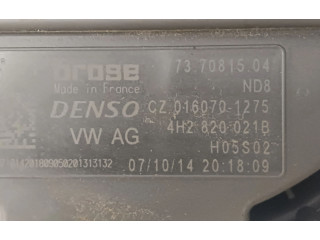 brose 73.70815.04
Made in France ND8
DENSO CZ 016070-1275
VW AG 4H2 820 021B
H05S02
07/10/14 20:18:09